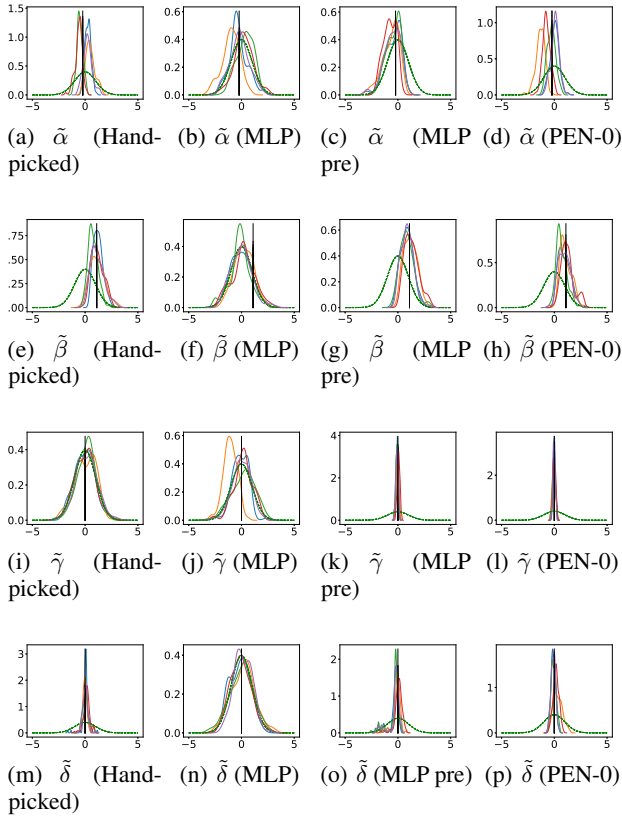 1.5
1.0
0.5
0.0
−5 0 5
0.6
0.4
0.2
0.0
−5 0 5
0.6
0.4
0.2
0.0
−5 0 5
1.0
0.5
0.0
−5 0 5
(a) α̃ (Hand-
picked)
(b) α̃ (MLP)
(c) α̃ (MLP
pre)
(d) α̃ (PEN-0)
.75
.50
.25
.00
−5 0 5
0.4
0.2
0.0
−5 0 5
0.6
0.4
0.2
0.0
−5 0 5
0.5
0.0
−5 0 5
(e) β̃ (Hand-
picked)
(f) β̃ (MLP)
(g) β̃ (MLP
pre)
(h) β̃ (PEN-0)
0.4
0.2
0.0
−5 0 5
0.6
0.4
0.2
0.0
−5 0 5
4
3
2
1
0
−5 0 5
2
0
−5 0 5
(i) γ̃ (Hand-
picked)
(j) γ̃ (MLP)
(k) γ̃ (MLP
pre)
(l) γ̃ (PEN-0)
3
2
1
0
−5 0 5
0.4
0.2
0.0
−5 0 5
2
1
0
−5 0 5
1
0
−5 0 5
(m) δ̃ (Hand-
picked)
(n) δ̃ (MLP)
(o) δ̃ (MLP pre)
(p) δ̃ (PEN-0)